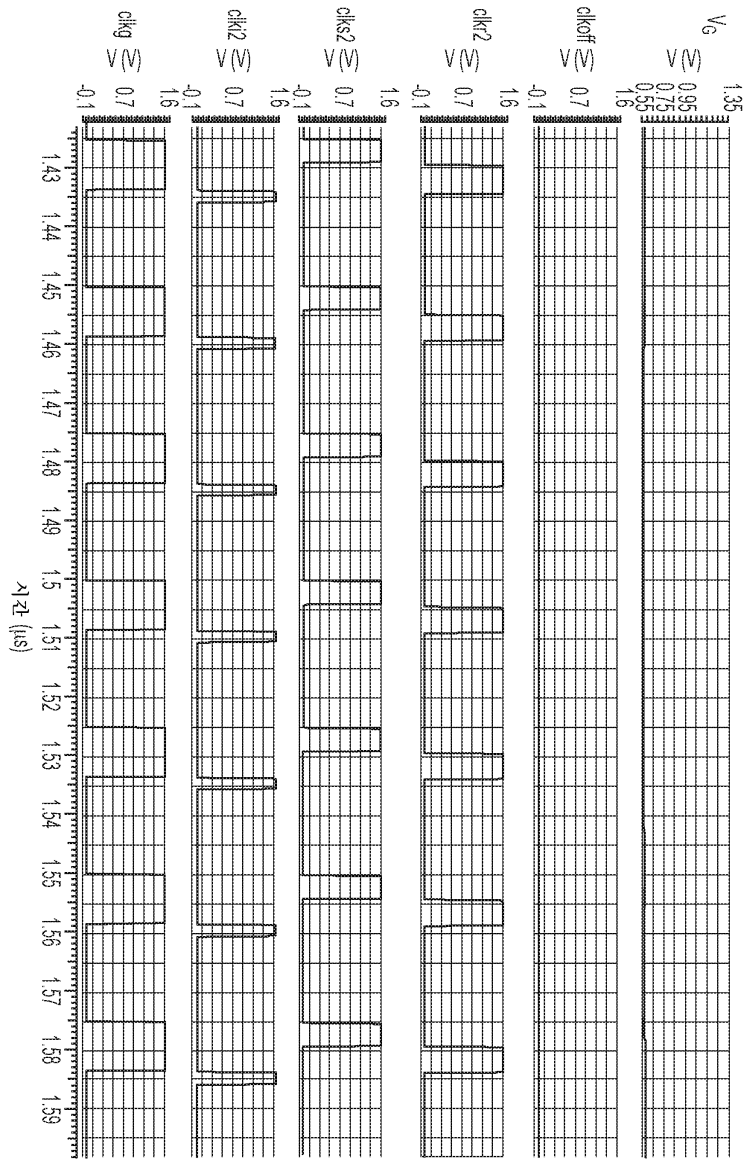 V_G
(V)
V
1.35
0.95
0.75
0.55
clkoff
(V)
V
1.6
0.7
-0.1
clkr2
(V)
V
1.6
0.7
-0.1
clks2
(V)
V
1.6
0.7
-0.1
clkl2
(V)
V
1.6
0.7
-0.1
clkg
(V)
V
1.6
0.7
-0.1
1.43 1.44 1.45 1.46 1.47 1.48 1.49 1.5 1.51 1.52 1.53 1.54 1.55 1.56 1.57 1.58 1.59
시간 (µs)